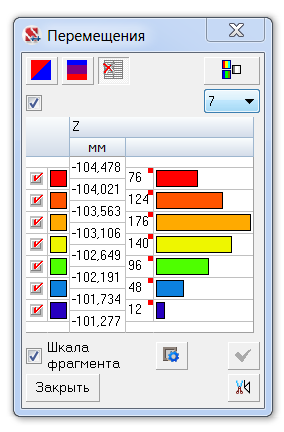 Перемещения
7
Z
мм
-104,478
76
-104,021
124
-103,563
176
-103,106
140
-102,649
96
-102,191
48
-101,734
12
-101,277
Шкала
фрагмента
Закрыть